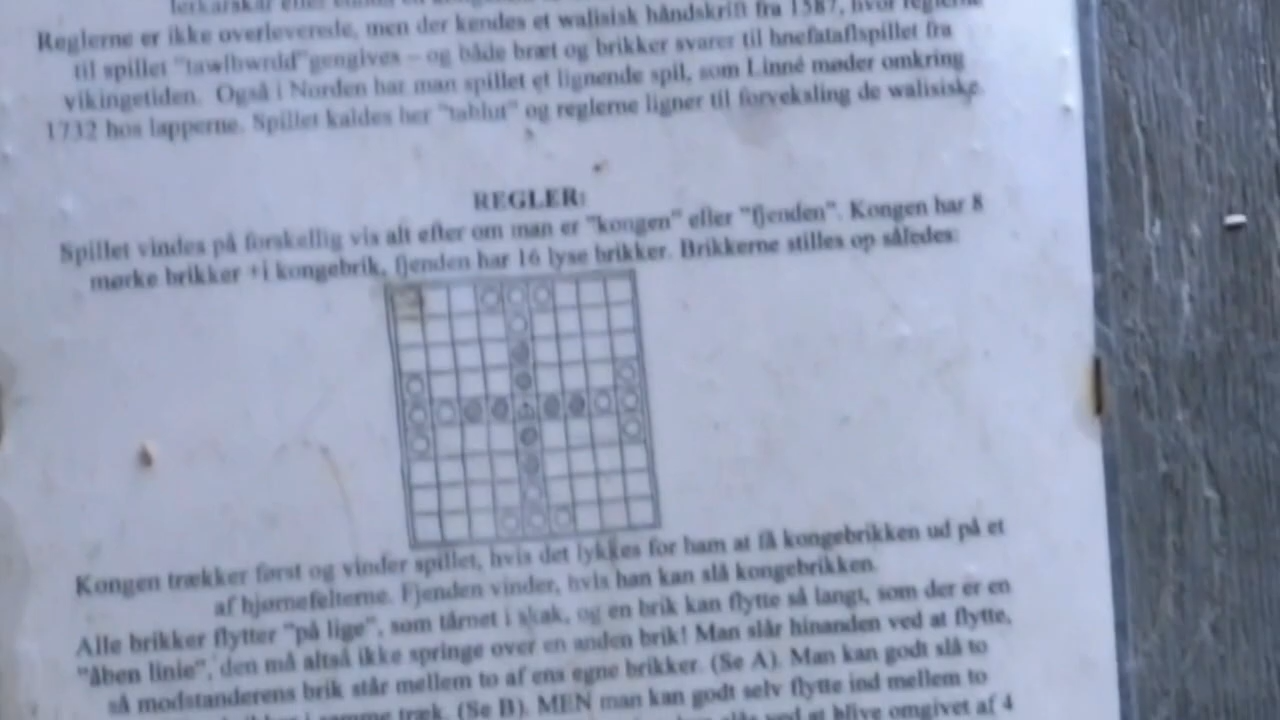 Reglerne er ikke overleverede, men der kendes et walisisk håndskrift fra 1587, hvor reglerne
til spillet "tawlbwrdd" gengives – og både bræt og brikker svarer til hnefataflspillet fra
vikingetiden. Også i Norden har man spillet et lignende spil, som Linné møder omkring
1732 hos lapperne. Spillet kaldes her "tablut" og reglerne ligner til forveksling de walisiske.
REGLER:
Spillet vindes på forskellig vis alt efter om man er "kongen" eller "fjenden". Kongen har 8
mørke brikker +1 kongebrik, fjenden har 16 lyse brikker. Brikkerne stilles op således:
Kongen trækker først og vinder spillet, hvis det lykkes for ham at få kongebrikken ud på et
af hjørnefelterne. Fjenden vinder, hvis han kan slå kongebrikken.
Alle brikker flytter "på lige", som tårnet i skak, og en brik kan flytte så langt, som der er en
"åben linie", den må altså ikke springe over en anden brik! Man slår hinanden ved at flytte,
så modstanderens brik står mellem to af ens egne brikker. (Se A). Man kan godt slå to
i samme træk. (Se B). MEN man kan godt selv flytte ind mellem to
ved at blive omgivet af 4